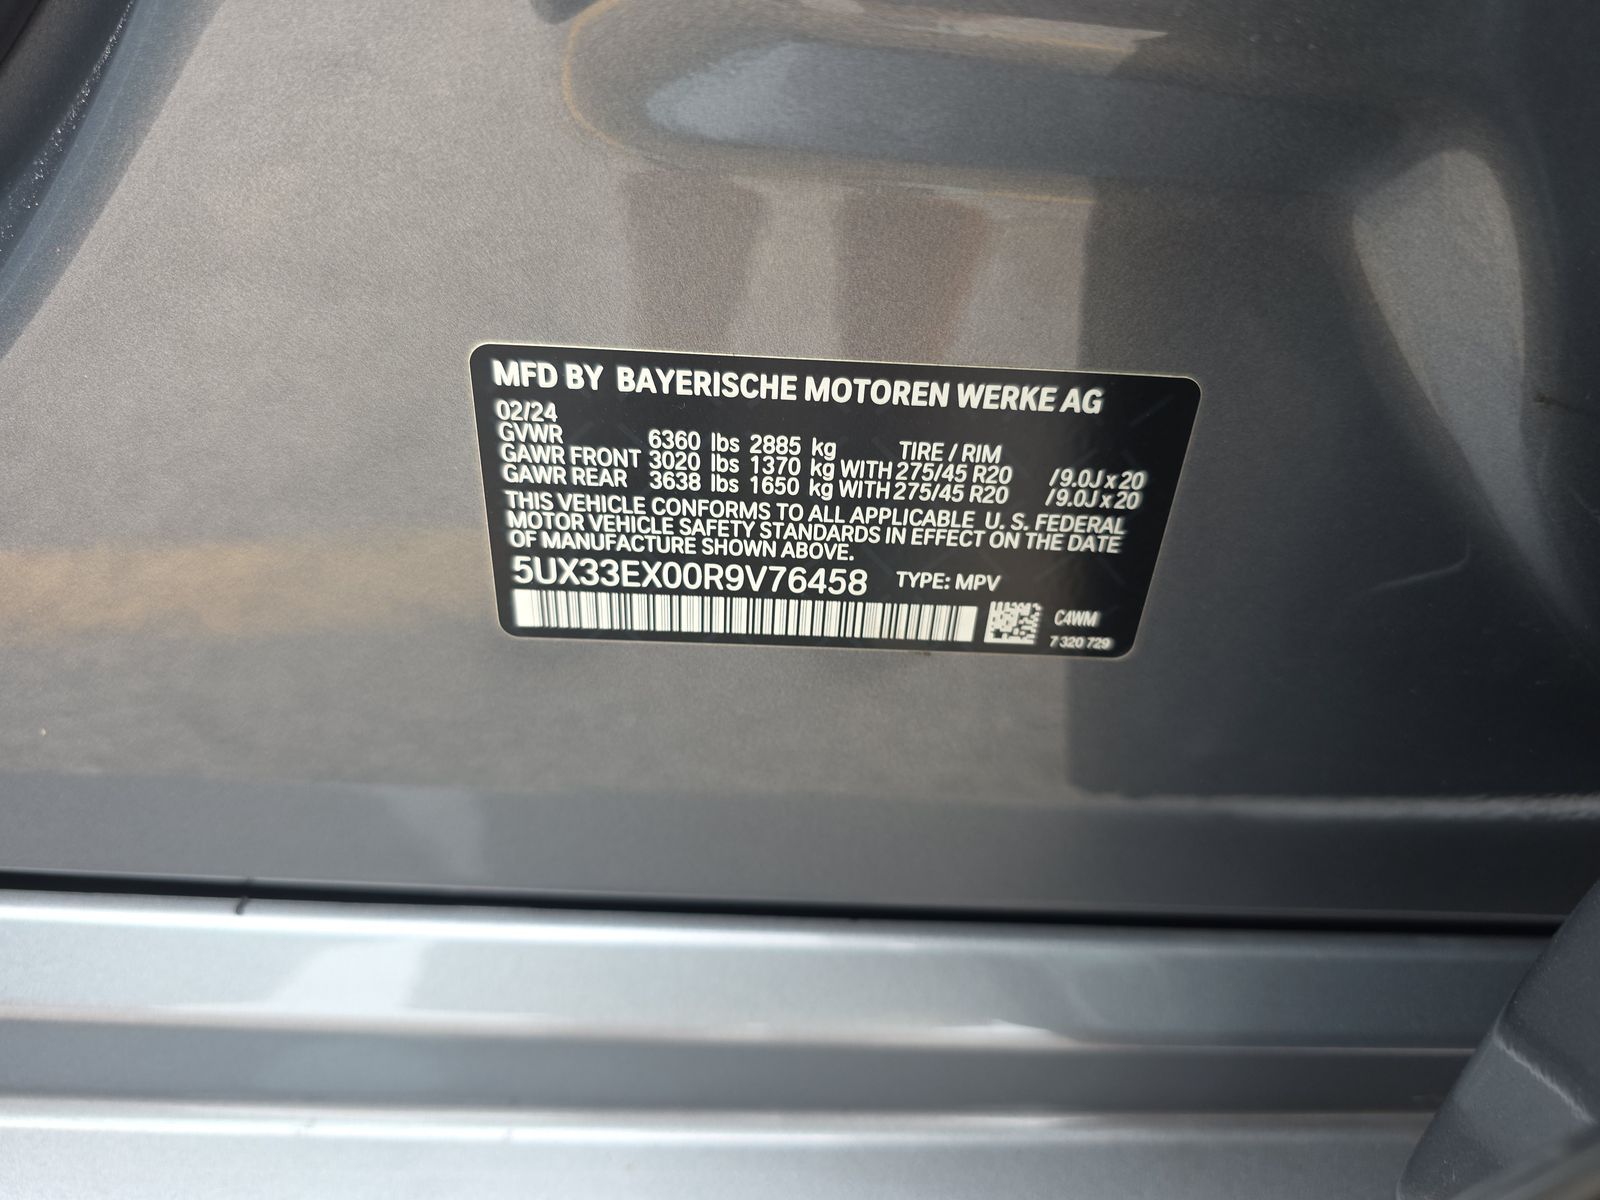 MFD BY BAYERISCHE MOTOREN WERKE AG
02/24
GVWR 6360 lbs 2885 kg TIRE / RIM
GAWR FRONT 3020 lbs 1370 kg WITH 275/45 R20 /9.0J x 20
GAWR REAR 3638 lbs 1650 kg WITH 275/45 R20 /9.0J x 20
THIS VEHICLE CONFORMS TO ALL APPLICABLE U. S. FEDERAL
MOTOR VEHICLE SAFETY STANDARDS IN EFFECT ON THE DATE
OF MANUFACTURE SHOWN ABOVE.
5UX33EX00R9V76458 TYPE: MPV
C4WM
7 320 729